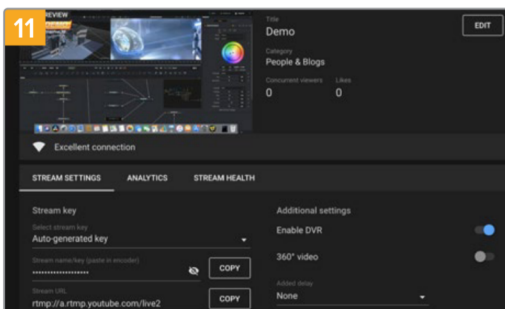 11
REVIEW
Title
Demo
EDIT
Category
People & Blogs
Concurrent viewers Likes
0 0
Excellent connection
STREAM SETTINGS ANALYTICS STREAM HEALTH
Stream key Additional settings
Select stream key
Auto-generated key
Enable DVR
Stream name/key (paste in encoder)
360° video
•••••••••••••••••••
COPY
Added delay
None
Stream URL
rtmp://a.rtmp.youtube.com/live2
COPY